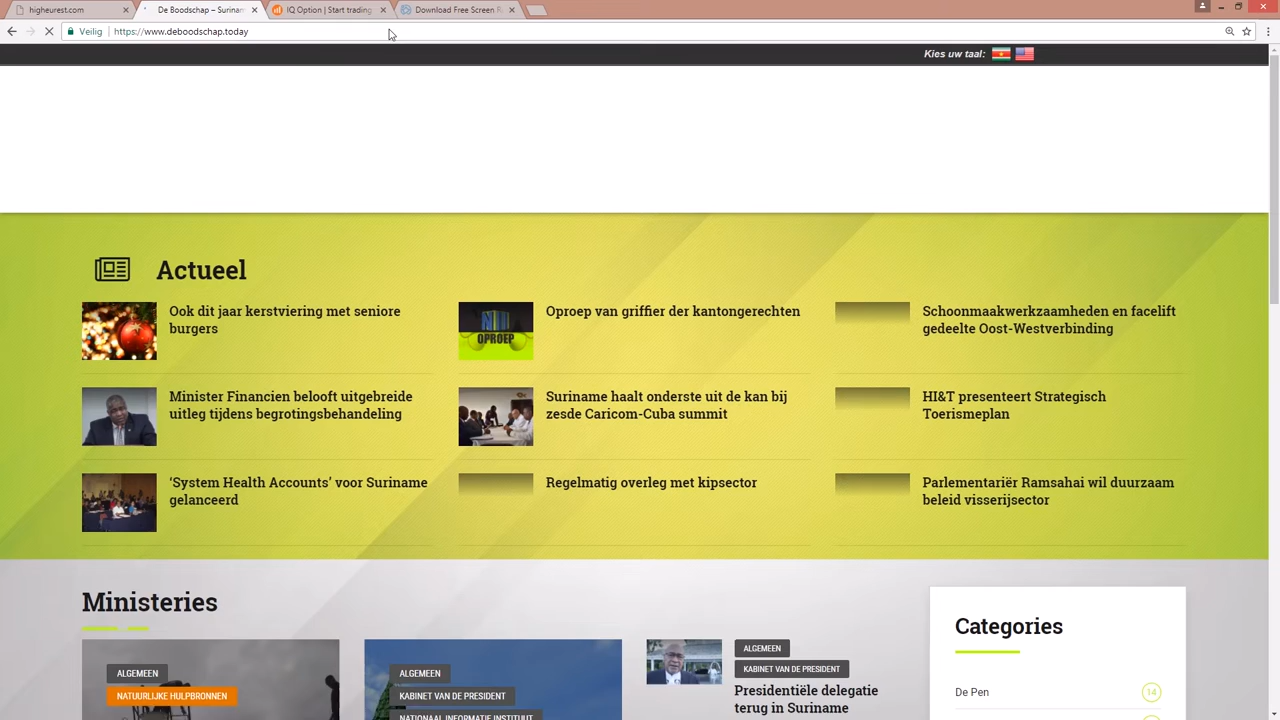 higheurest.com
De Boodschap – Surinam
IQ Option | Start trading
Download Free Screen R
Veilig
https://www.deboodschap.today
Kies uw taal:
Actueel
Ook dit jaar kerstviering met seniore
burgers
Oproep van griffier der kantongerechten
Schoonmaakwerkzaamheden en facelift
gedeelte Oost-Westverbinding
OPROEP
Minister Financien belooft uitgebreide
uitleg tijdens begrotingsbehandeling
Suriname haalt onderste uit de kan bij
zesde Caricom-Cuba summit
HI&T presenteert Strategisch
Toerismeplan
‘System Health Accounts’ voor Suriname
gelanceerd
Regelmatig overleg met kipsector
Parlementariër Ramsahai wil duurzaam
beleid visserijsector
Ministeries
ALGEMEEN
NATUURLIJKE HULPBRONNEN
ALGEMEEN
KABINET VAN DE PRESIDENT
NATIONAAL INFORMATIE INSTITUUT
ALGEMEEN
KABINET VAN DE PRESIDENT
Presidentiële delegatie
terug in Suriname
Categories
De Pen
14